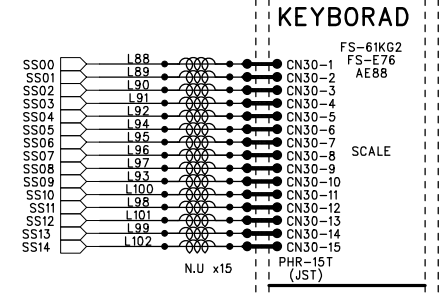 KEYBORAD
FS-61KG2
FS-E76
AE88
SS00 L88 CN30-1
SS01 L89 CN30-2
SS02 L90 CN30-3
SS03 L91 CN30-4
SS04 L92 CN30-5
SS05 L94 CN30-6
SS06 L95 CN30-7
SS07 L96 CN30-8 SCALE
SS08 L97 CN30-9
SS09 L93 CN30-10
SS10 L100 CN30-11
SS11 L98 CN30-12
SS12 L101 CN30-13
SS13 L99 CN30-14
SS14 L102 CN30-15
N.U x15 PHR-15T
(JST)